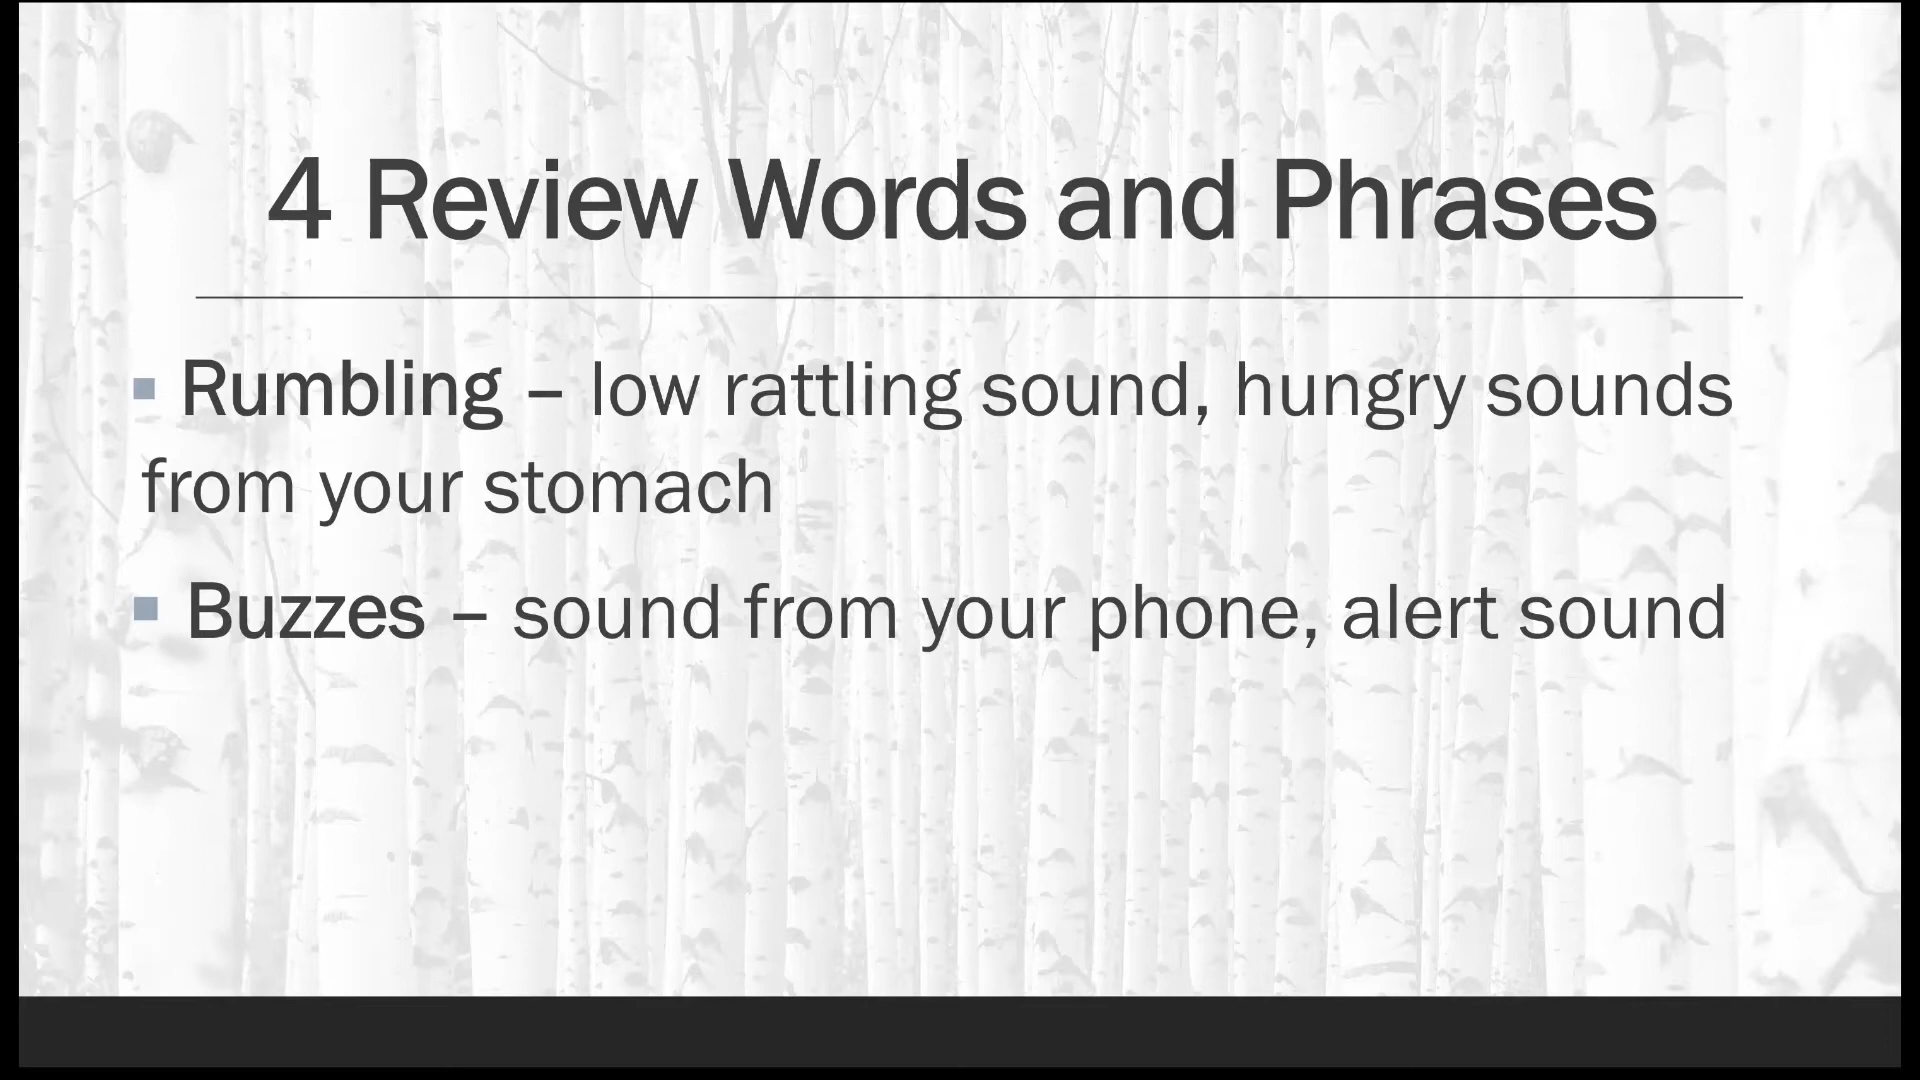 4 Review Words and Phrases
▪ Rumbling – low rattling sound, hungry sounds
from your stomach
▪ Buzzes – sound from your phone, alert sound